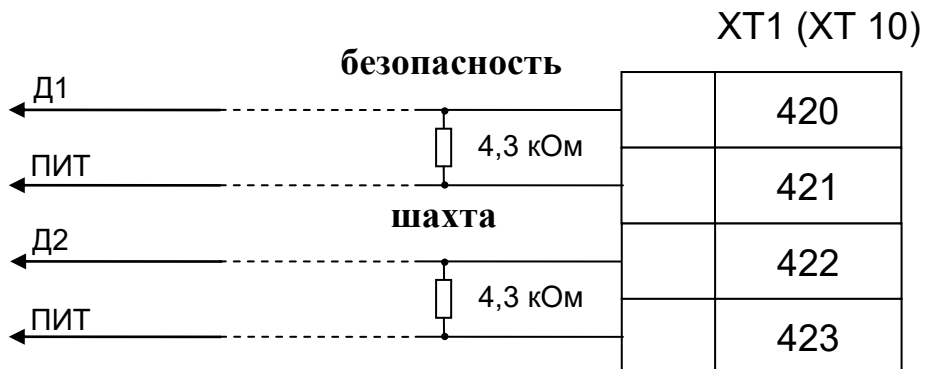 XT1 (XT 10)
безопасность
Д1
420
4,3 кОм
ПИТ
421
шахта
Д2
422
4,3 кОм
ПИТ
423